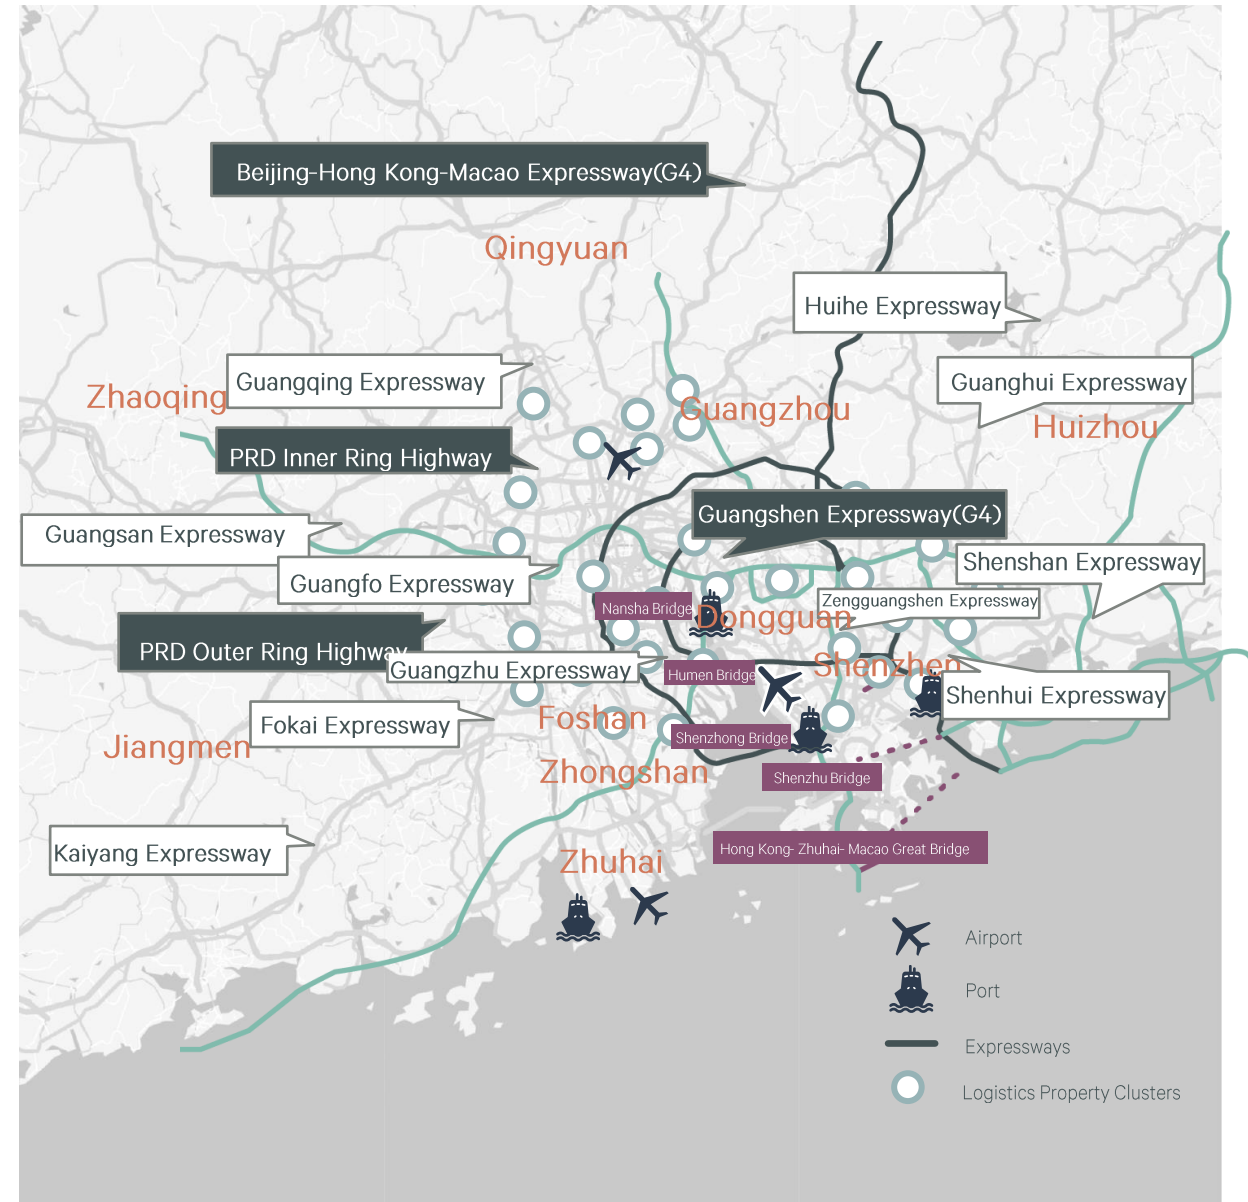 Beijing-Hong Kong-Macao Expressway(G4)
Qingyuan
Huihe Expressway
Guangqing Expressway
Guanghui Expressway
Zhaoqing
Guangzhou
Huizhou
PRD Inner Ring Highway
Guangshen Expressway(G4)
Guangsan Expressway
Shenshan Expressway
Guangfo Expressway
Zengguangshen Expressway
Nansha Bridge
Dongguan
PRD Outer Ring Highway
Guangzhu Expressway
Humen Bridge
Shenzhen
Shenhui Expressway
Fokai Expressway
Foshan
Shenzhong Bridge
Jiangmen
Zhongshan
Shenzhu Bridge
Kaiyang Expressway
Hong Kong- Zhuhai- Macao Great Bridge
Zhuhai
Airport
Port
Expressways
Logistics Property Clusters